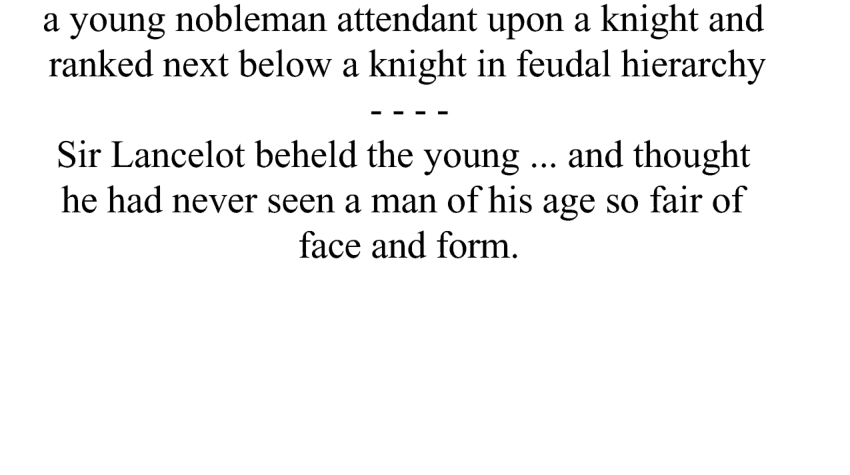 a young nobleman attendant upon a knight and
ranked next below a knight in feudal hierarchy
- - - -
Sir Lancelot beheld the young ... and thought
he had never seen a man of his age so fair of
face and form.